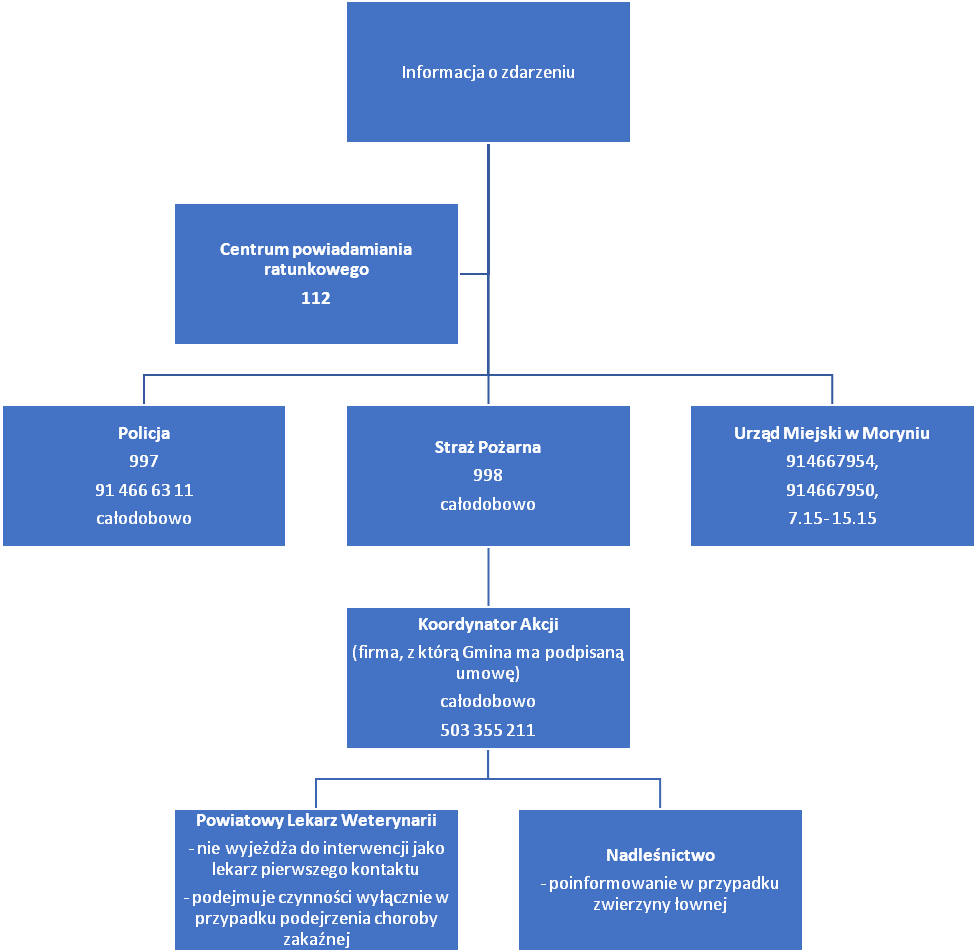 Informacja o zdarzeniu
Centrum powiadamiania
ratunkowego
112
Policja
997
91 466 63 11
całodobowo
Straż Pożarna
998
całodobowo
Urząd Miejski w Moryniu
914667954,
914667950,
7.15- 15.15
Koordynator Akcji
(firma, z którą Gmina ma podpisaną
umowę)
całodobowo
503 355 211
Powiatowy Lekarz Weterynarii
- nie wyjeżdża do interwencji jako
lekarz pierwszego kontaktu
- podejmuje czynności wyłącznie w
przypadku podejrzenia choroby
zakaźnej
Nadleśnictwo
- poinformowanie w przypadku
zwierzyny łownej